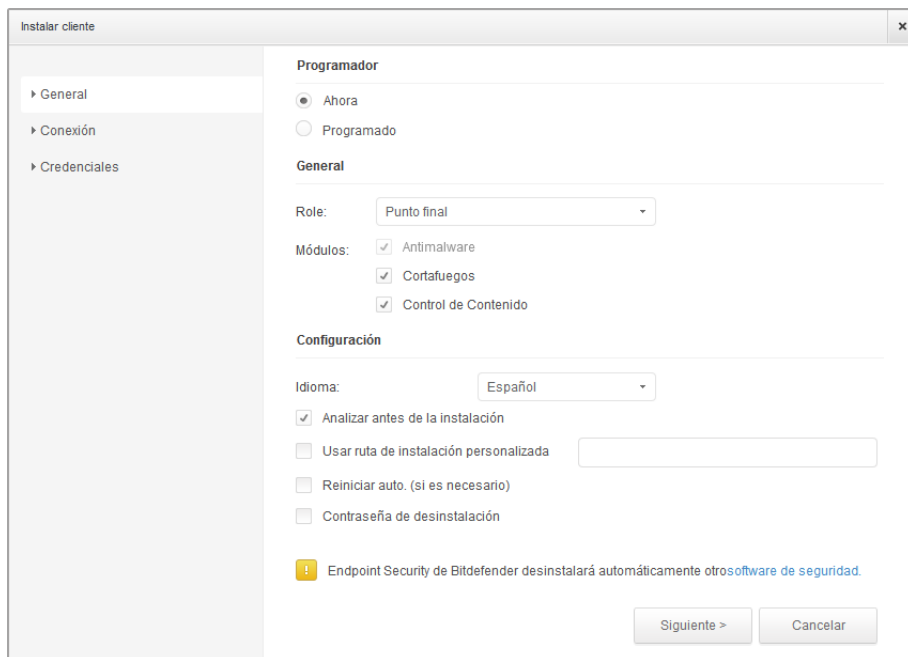 Instalar cliente
×
General
Conexión
Credenciales
Programador
Ahora
Programado
General
Role: Punto final
Módulos: Antimalware
Cortafuegos
Control de Contenido
Configuración
Idioma: Español
Analizar antes de la instalación
Usar ruta de instalación personalizada
Reiniciar auto. (si es necesario)
Contraseña de desinstalación
! Endpoint Security de Bitdefender desinstalará automáticamente otrosoftware de seguridad.
Siguiente > Cancelar